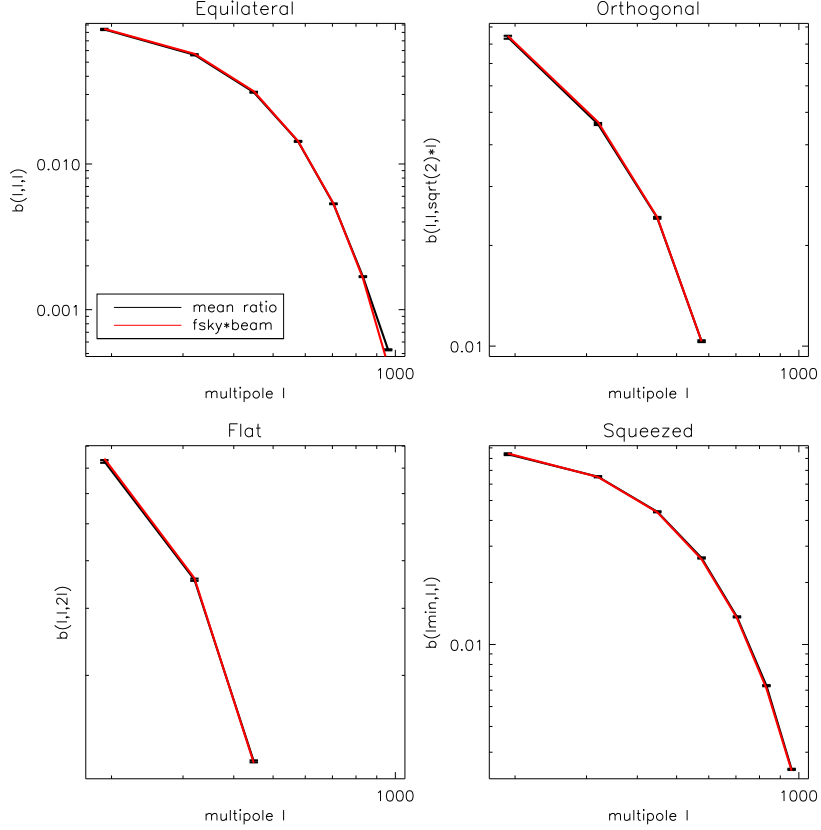 Equilateral
b(l,l,l)
0.010
0.001
mean ratio
fsky*beam
1000
multipole l
Orthogonal
b(l,l,sqrt(2)*l)
0.01
1000
multipole l
Flat
b(l,l,2l)
1000
multipole l
Squeezed
b(lmin,l,l)
0.01
1000
multipole l